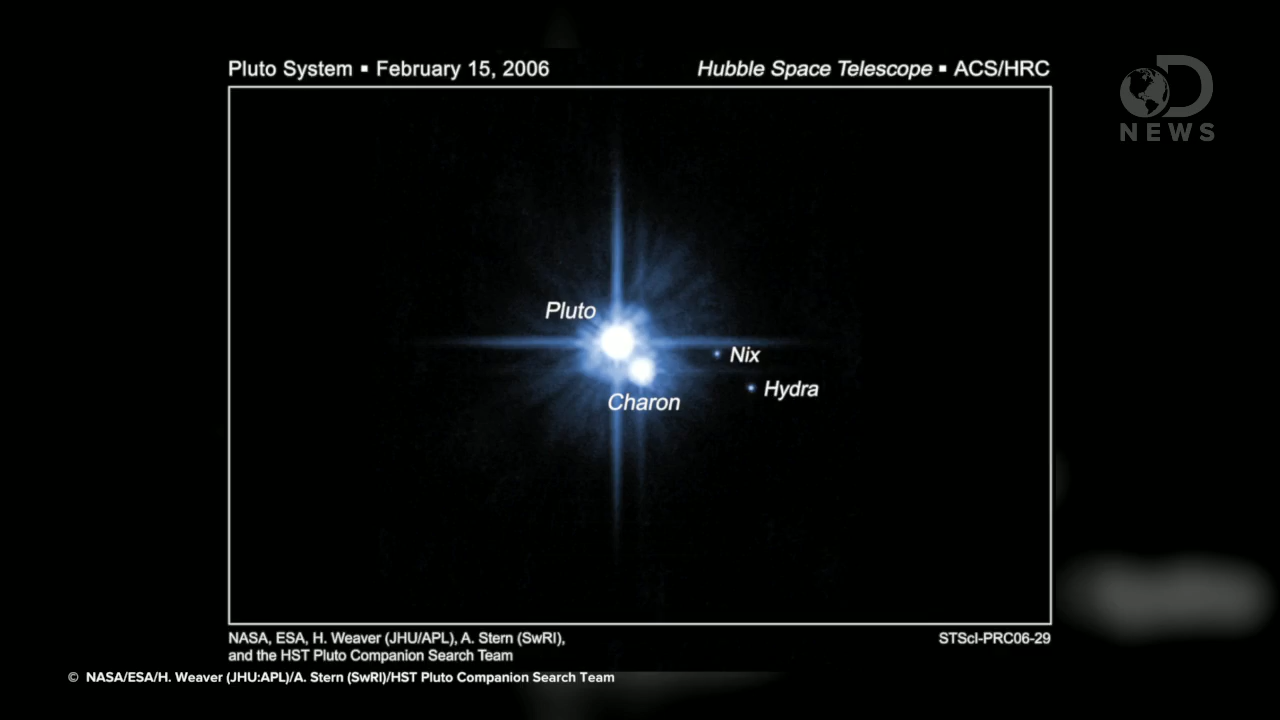 Pluto System ▪ February 15, 2006
Hubble Space Telescope ▪ ACS/HRC
D
NEWS
Pluto
Nix
Hydra
Charon
NASA, ESA, H. Weaver (JHU/APL), A. Stern (SwRI),
and the HST Pluto Companion Search Team
STScI-PRC06-29
© NASA/ESA/H. Weaver (JHU:APL)/A. Stern (SwRI)/HST Pluto Companion Search Team